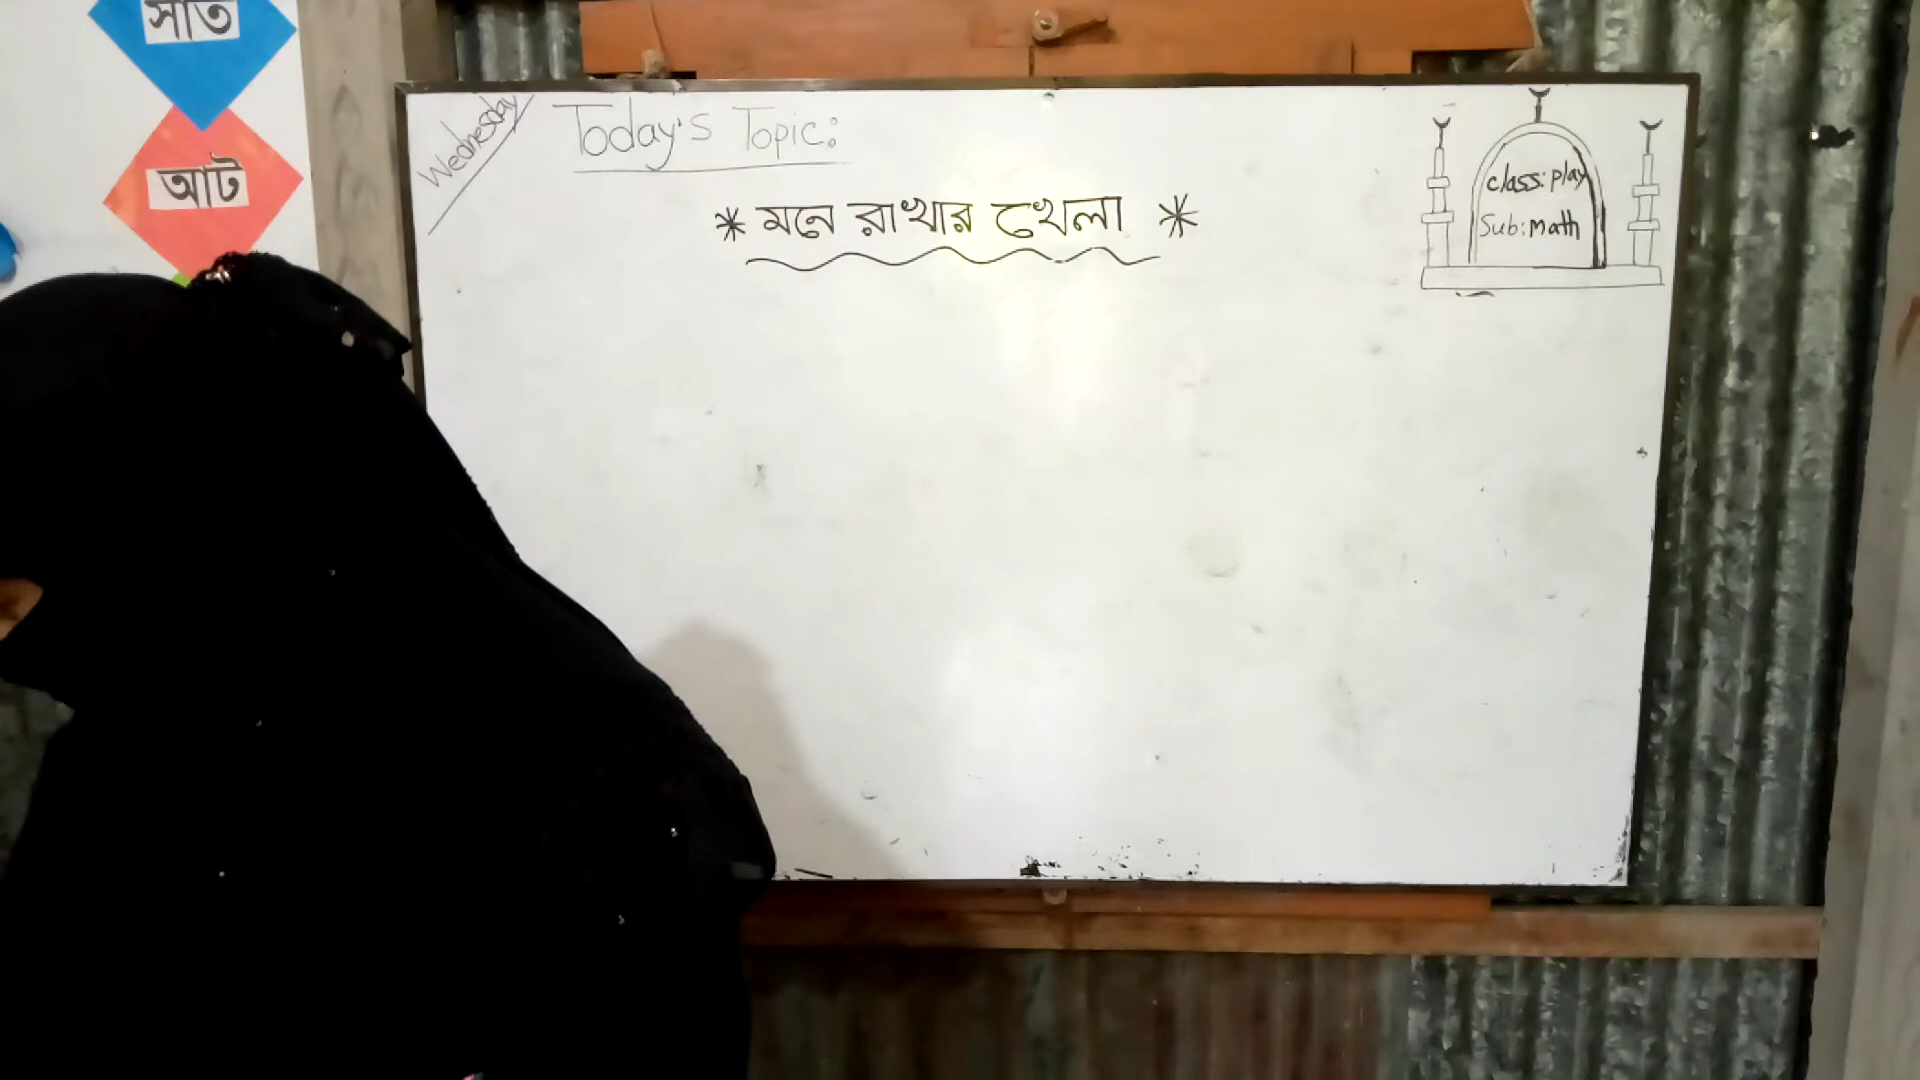 সাত
আট
Wednesday
Today's Topic:
* মনে রাখার খেলা *
class: play
Sub: math